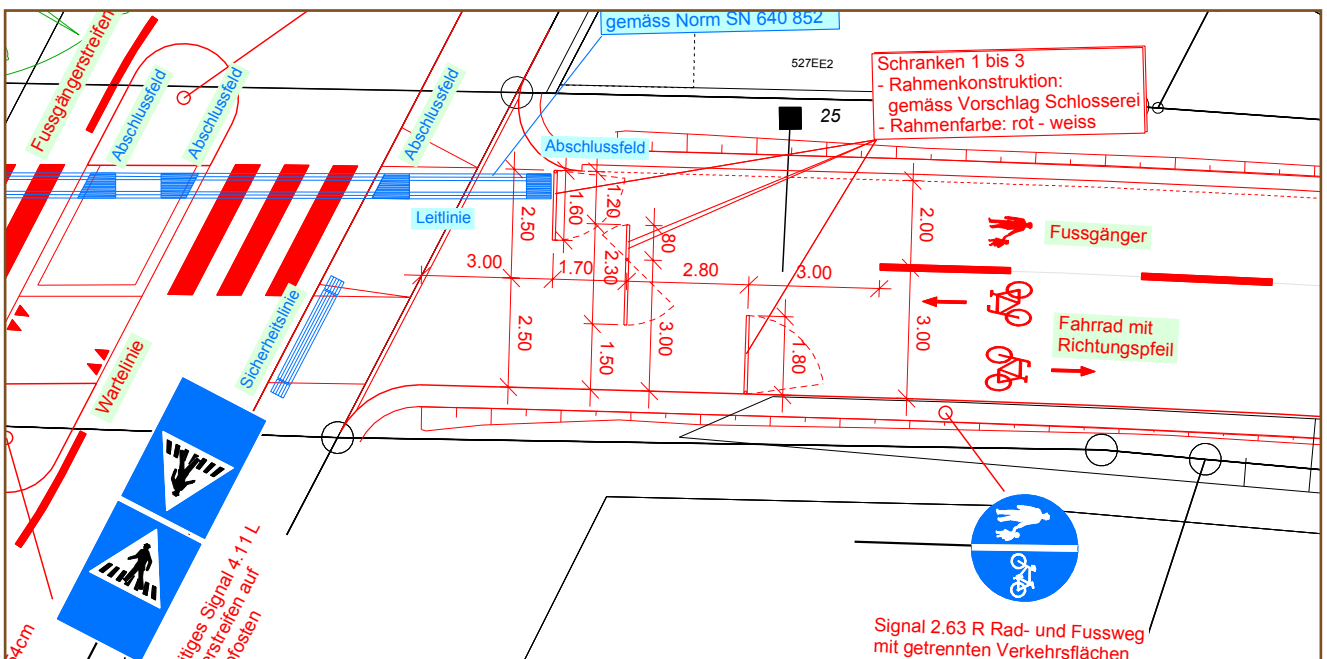 gemäss Norm SN 640 852
527EE2
Schranken 1 bis 3
- Rahmenkonstruktion:
gemäss Vorschlag Schlosserei
- Rahmenfarbe: rot - weiss
25
Fussgängerstreifen
Abschlussfeld
Abschlussfeld
Abschlussfeld
Abschlussfeld
Leitlinie
2.50
1.60
1.20
80
2.00
Fussgänger
3.00
1.70
2.30
2.80
3.00
2.50
1.50
3.00
1.80
3.00
Fahrrad mit
Richtungspfeil
Sicherheitslinie
Wartelinie
Signal 4.11 L
auf
Signal 2.63 R Rad- und Fussweg
mit getrennten Verkehrsflächen